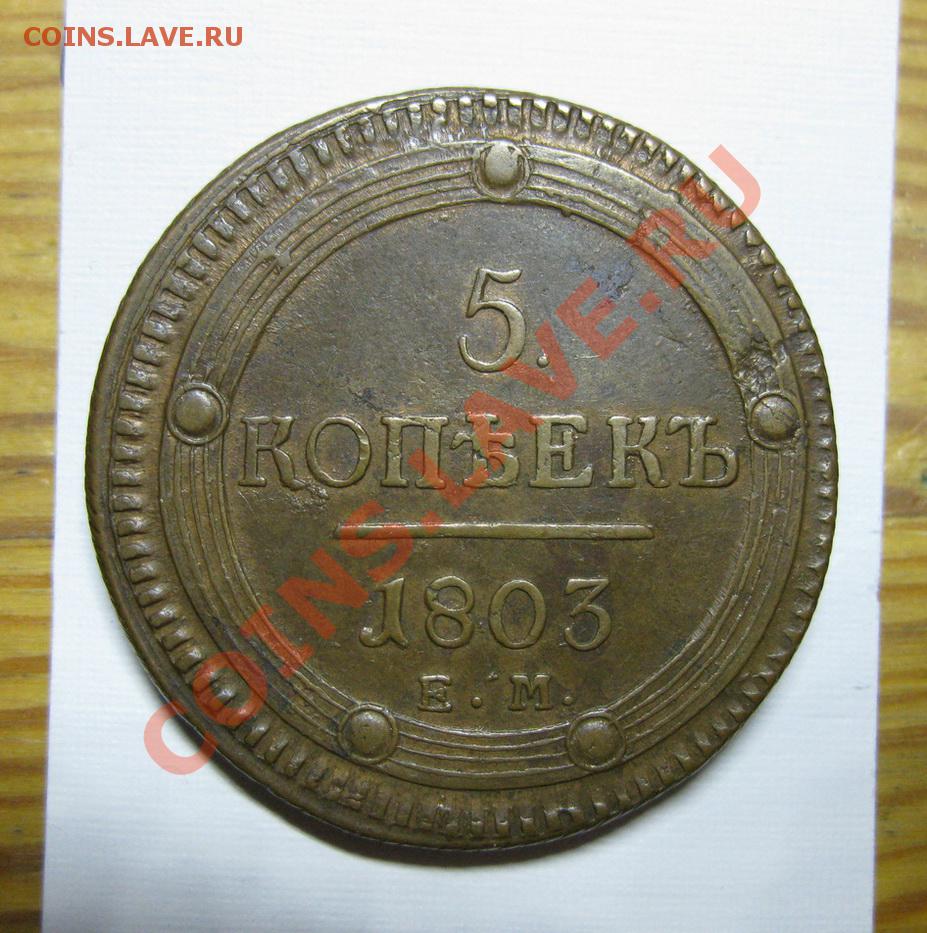 COINS.LAVE.RU
5.
КОПѢЕКЪ
1803
Е.М.
COINS.LAVE.RU